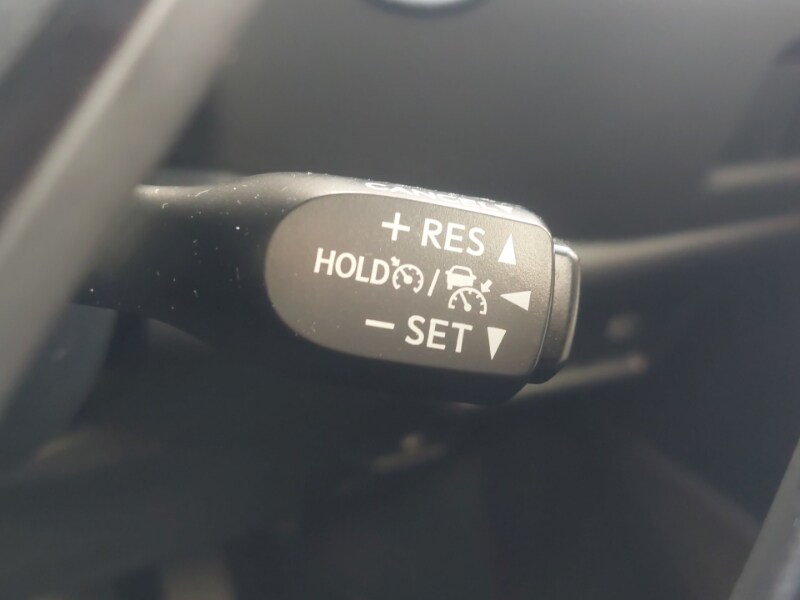 + RES
HOLD /
- SET